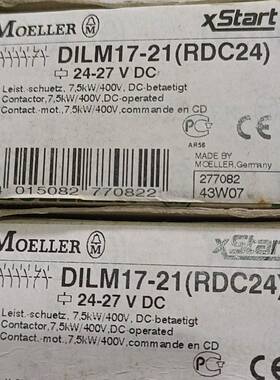 MOELLER
xStart
DILM17-21(RDC24)
24-27 V DC
Leist.-schuetz, 7,5kW/400V, DC-betaetigt
Contactor,7,5kW/400V,DC-operated
Contact.-mot.,7,5kW/400V,commande en CD
AR56
MADE BY
MOELLER,Germany
277082
43W07
015082 770822
MOELLER
xStart
DILM17-21(RDC24)
24-27 V DC
Leist.-schuetz, 7,5kW/400V, DC-betaetigt
Contactor,7,5kW/400V,DC-operated
Contact.-mot.,7,5kW/400V,commande en CD